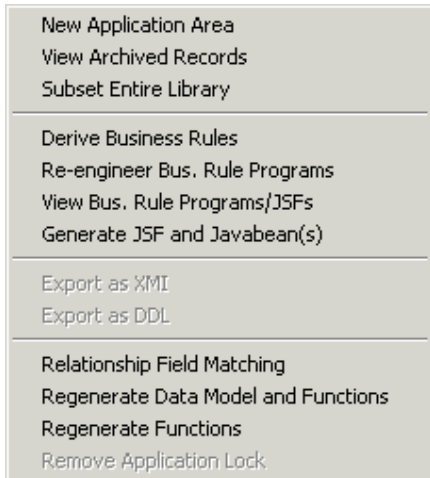 New Application Area
View Archived Records
Subset Entire Library
Derive Business Rules
Re-engineer Bus. Rule Programs
View Bus. Rule Programs/JSFs
Generate JSF and Javabean(s)
Export as XMI
Export as DDL
Relationship Field Matching
Regenerate Data Model and Functions
Regenerate Functions
Remove Application Lock